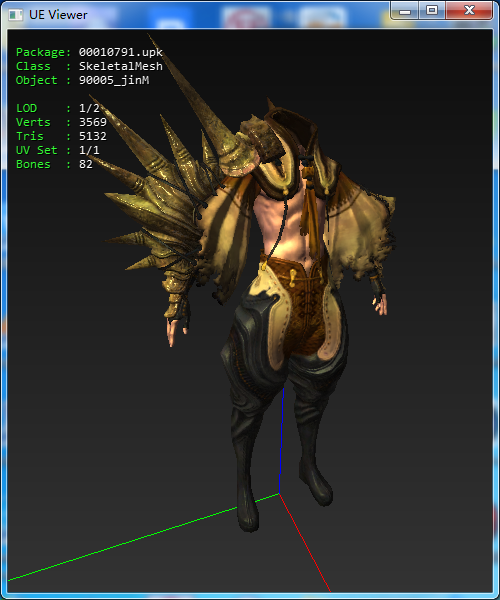 UE Viewer
Package: 00010791.upk
Class : SkeletalMesh
Object : 90005_jinM
LOD : 1/2
Verts : 3569
Tris : 5132
UV Set : 1/1
Bones : 82